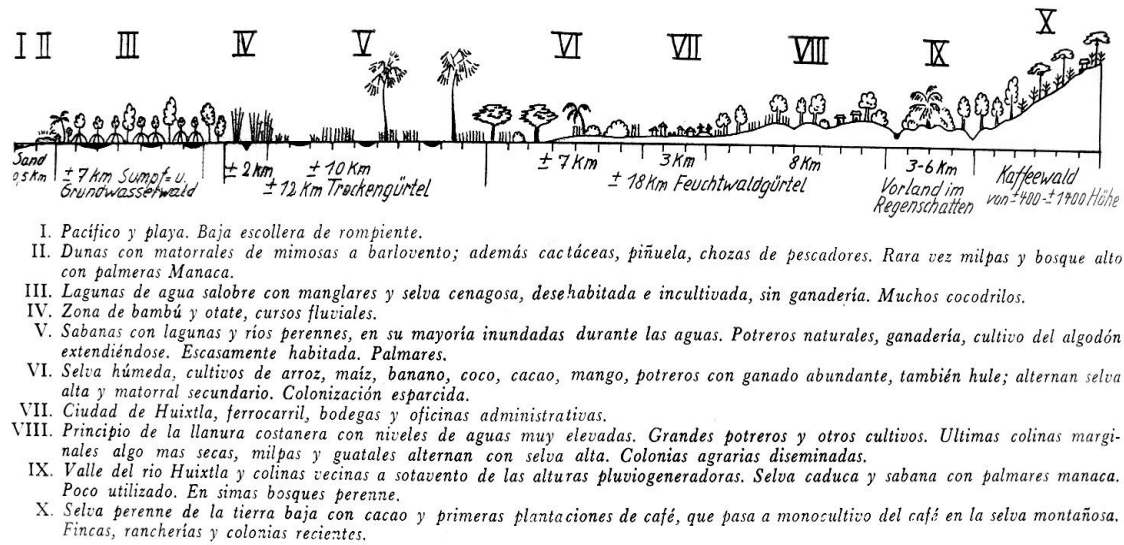 I II III IV V VI VII VIII IX X
Sand
0,5 Km
± 7 Km Sumpf- u.
Grundwasserwald
± 2 Km
± 10 Km
± 12 Km Trockengürtel
± 7 Km
3 Km
8 Km
± 18 Km Feuchtwaldgürtel
3-6 Km
Vorland im
Regenschatten
Kaffeewald
von ± 400 - ± 1400 Höhe
I. Pacífico y playa. Baja escollera de rompiente.
II. Dunas con matorrales de mimosas a barlovento; además cactáceas, piñuela, chozas de pescadores. Rara vez milpas y bosque alto
con palmeras Manaca.
III. Lagunas de agua salobre con manglares y selva cenagosa, desehabitada e incultivada, sin ganadería. Muchos cocodrilos.
IV. Zona de bambú y otate, cursos fluviales.
V. Sabanas con lagunas y ríos perennes, en su mayoría inundadas durante las aguas. Potreros naturales, ganadería, cultivo del algodón
extendiéndose. Escasamente habitada. Palmares.
VI. Selva húmeda, cultivos de arroz, maíz, banano, coco, cacao, mango, potreros con ganado abundante, también hule; alternan selva
alta y matorral secundario. Colonización esparcida.
VII. Ciudad de Huixtla, ferrocarril, bodegas y oficinas administrativas.
VIII. Principio de la llanura costanera con niveles de aguas muy elevadas. Grandes potreros y otros cultivos. Ultimas colinas margi-
nales algo mas secas, milpas y guatales alternan con selva alta. Colonias agrarias diseminadas.
IX. Valle del rio Huixtla y colinas vecinas a sotavento de las alturas pluviogeneradoras. Selva caduca y sabana con palmares manaca.
Poco utilizado. En simas bosques perenne.
X. Selva perenne de la tierra baja con cacao y primeras plantaciones de café, que pasa a monocultivo del café en la selva montañosa.
Fincas, rancherías y colonias recientes.